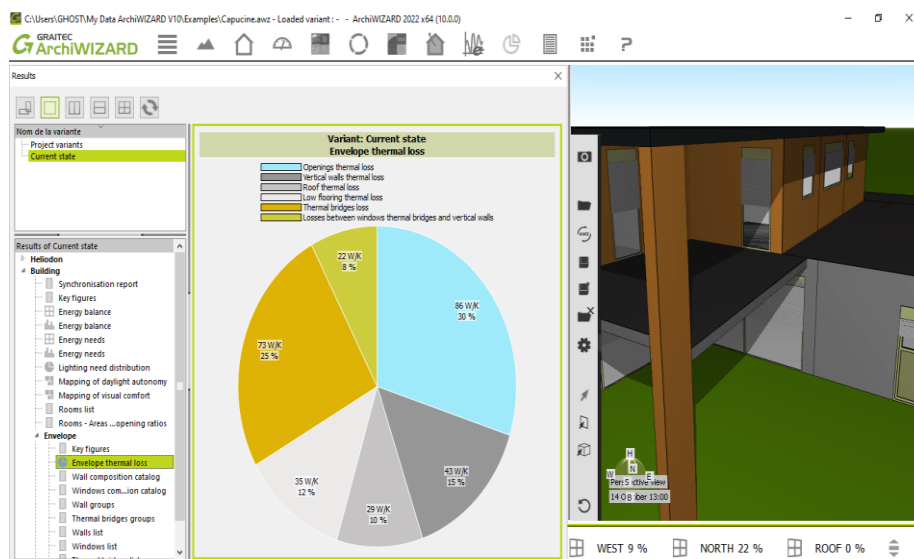 C:\Users\GHOST\My Data ArchiWIZARD V10\Examples\Capucine.awz - Loaded variant : - - ArchiWIZARD 2022 x64 (10.0.0)
GRAITEC
ArchiWIZARD
Results
Nom de la variante
Project variants
Current state
Results of Current state
Heliodon
Building
Synchronisation report
Key figures
Energy balance
Energy balance
Energy needs
Energy needs
Lighting need distribution
Mapping of daylight autonomy
Mapping of visual comfort
Rooms list
Rooms - Areas ...opening ratios
Envelope
Key figures
Envelope thermal loss
Wall composition catalog
Windows com...ion catalog
Wall groups
Thermal bridges groups
Walls list
Windows list
Variant: Current state
Envelope thermal loss
Openings thermal loss
Vertical walls thermal loss
Roof thermal loss
Low flooring thermal loss
Thermal bridges loss
Losses between windows thermal bridges and vertical walls
22 W/K
8 %
86 W/K
30 %
73 W/K
25 %
43 W/K
15 %
35 W/K
12 %
29 W/K
10 %
H
N
W
E
S
14 O
ber 13:00
WEST 9 %
NORTH 22 %
ROOF 0 %